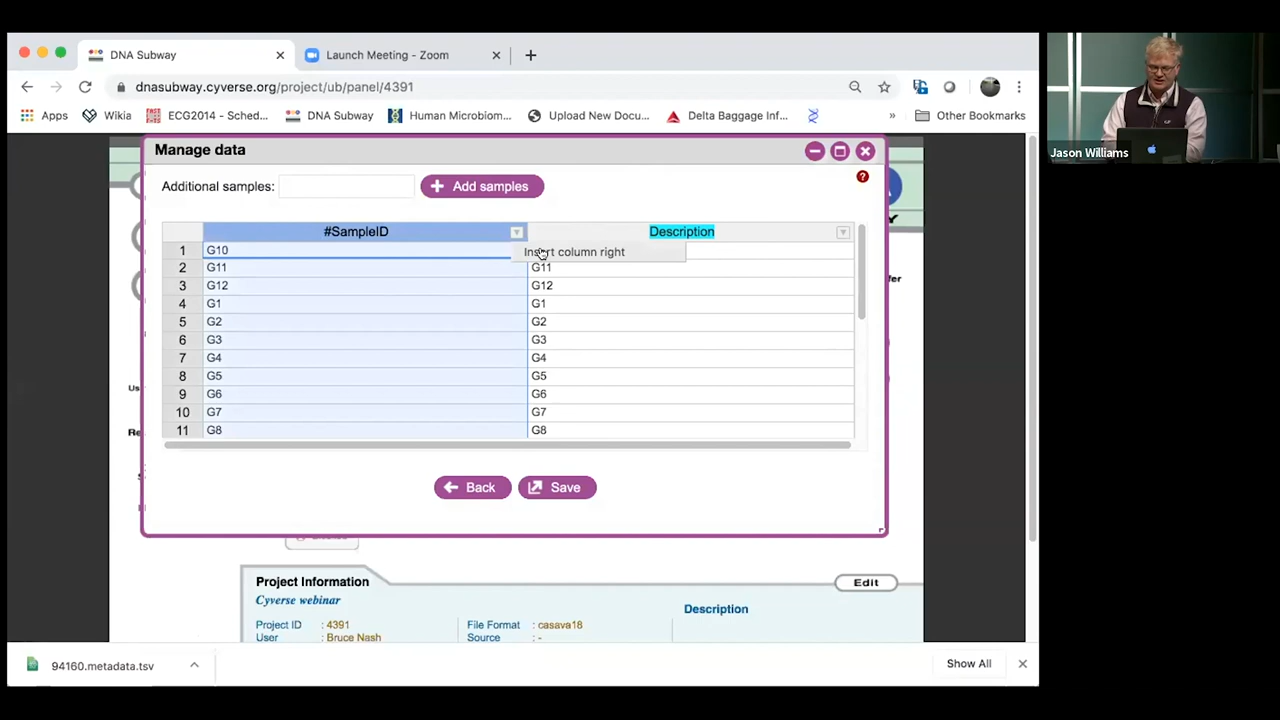 DNA Subway
Launch Meeting - Zoom
dnasubway.cyverse.org/project/ub/panel/4391
Apps
Wikia
ECG2014 - Sched...
DNA Subway
Human Microbiom...
Upload New Docu...
Delta Baggage Inf...
»
Other Bookmarks
Jason Williams
Manage data
Additional samples:
+ Add samples
?
#SampleID Description
Insert column right
1 G10
2 G11 G11
3 G12 G12
4 G1 G1
5 G2 G2
6 G3 G3
7 G4 G4
8 G5 G5
9 G6 G6
10 G7 G7
11 G8 G8
Back
Save
Project Information
Edit
Cyverse webinar
Description
Project ID : 4391
File Format : casava18
User : Bruce Nash
Source : -
94160.metadata.tsv
Show All